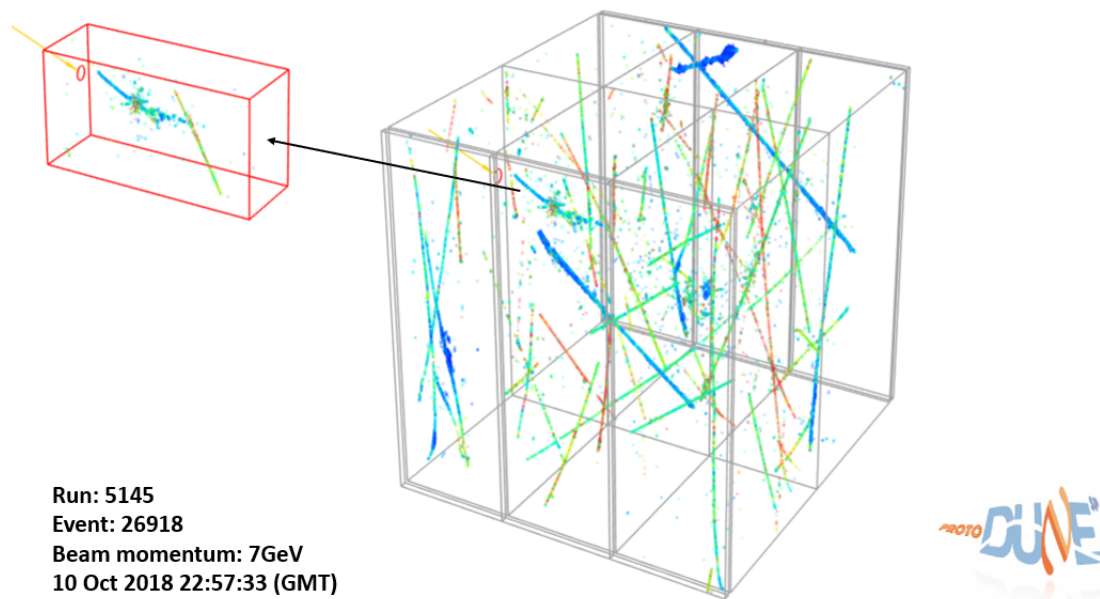 Run: 5145
Event: 26918
Beam momentum: 7GeV
10 Oct 2018 22:57:33 (GMT)
PROTO DUNE